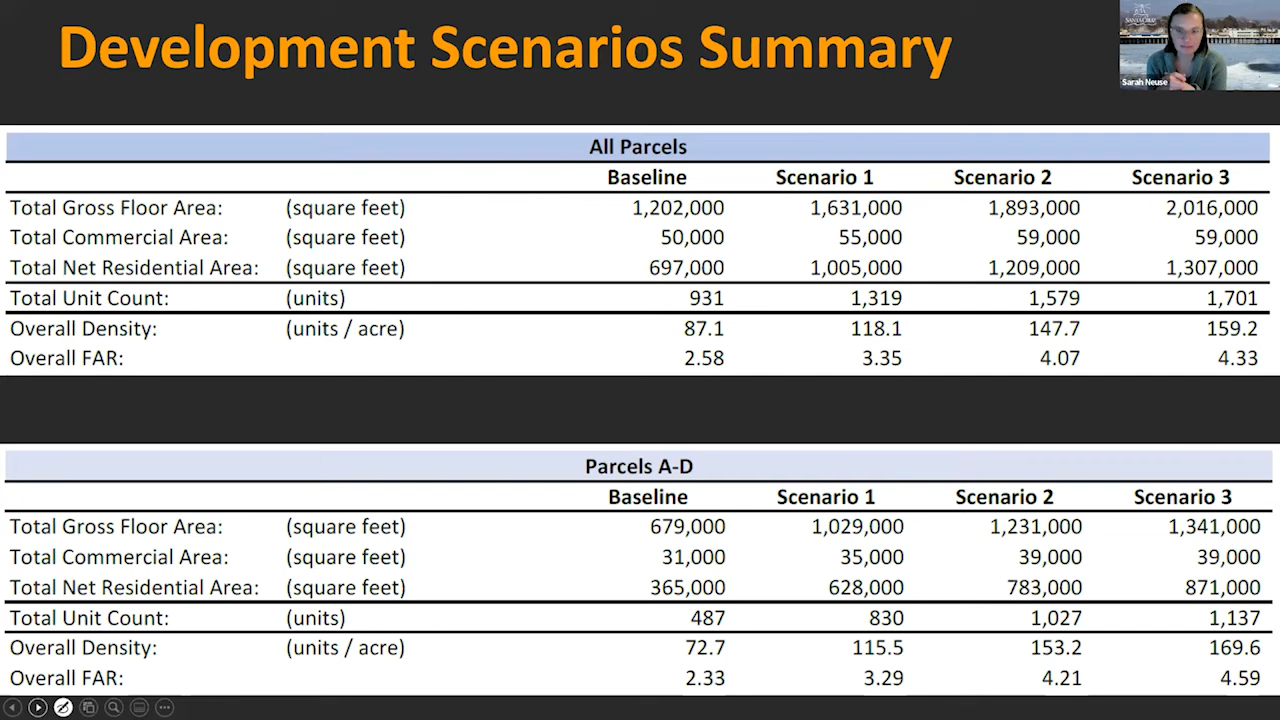 Development Scenarios Summary
SANTA CRUZ
Sarah Neuse
All Parcels
Baseline Scenario 1 Scenario 2 Scenario 3
Total Gross Floor Area: (square feet) 1,202,000 1,631,000 1,893,000 2,016,000
Total Commercial Area: (square feet) 50,000 55,000 59,000 59,000
Total Net Residential Area: (square feet) 697,000 1,005,000 1,209,000 1,307,000
Total Unit Count: (units) 931 1,319 1,579 1,701
Overall Density: (units / acre) 87.1 118.1 147.7 159.2
Overall FAR: 2.58 3.35 4.07 4.33
Parcels A-D
Baseline Scenario 1 Scenario 2 Scenario 3
Total Gross Floor Area: (square feet) 679,000 1,029,000 1,231,000 1,341,000
Total Commercial Area: (square feet) 31,000 35,000 39,000 39,000
Total Net Residential Area: (square feet) 365,000 628,000 783,000 871,000
Total Unit Count: (units) 487 830 1,027 1,137
Overall Density: (units / acre) 72.7 115.5 153.2 169.6
Overall FAR: 2.33 3.29 4.21 4.59